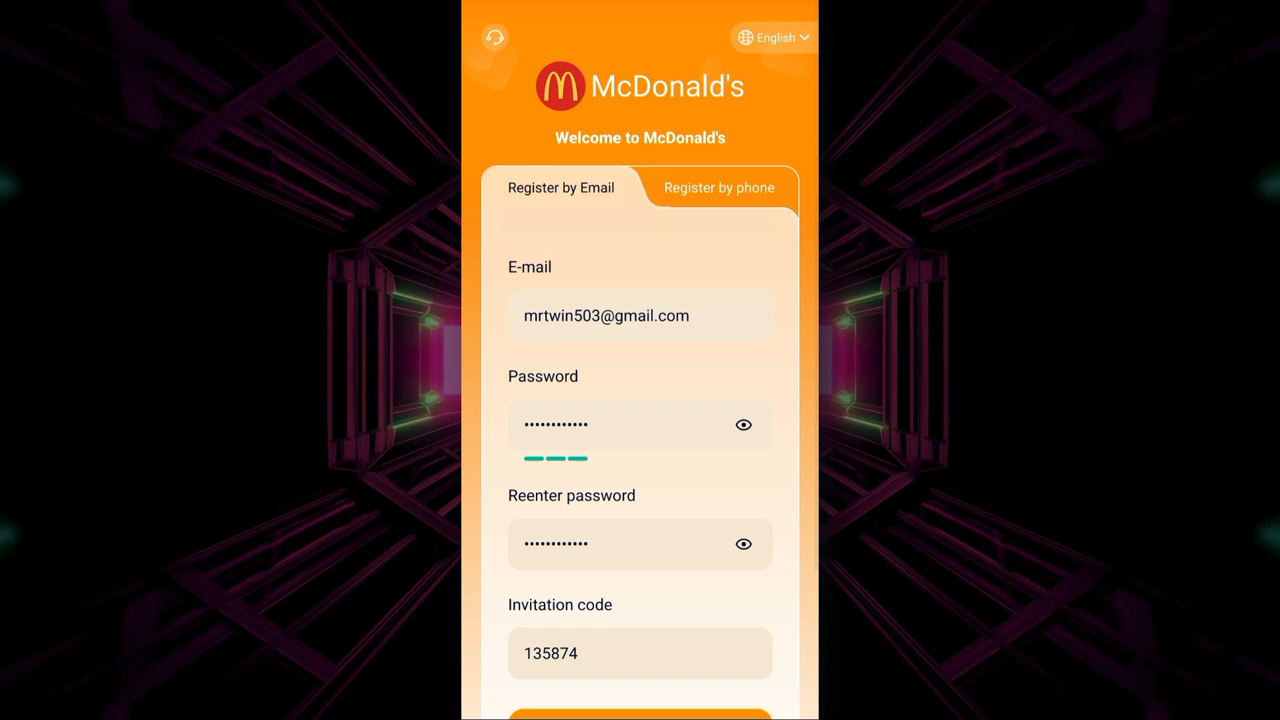 English
McDonald's
Welcome to McDonald's
Register by Email
Register by phone
E-mail
mrtwin503@gmail.com
Password
••••••••••••
Reenter password
••••••••••••
Invitation code
135874